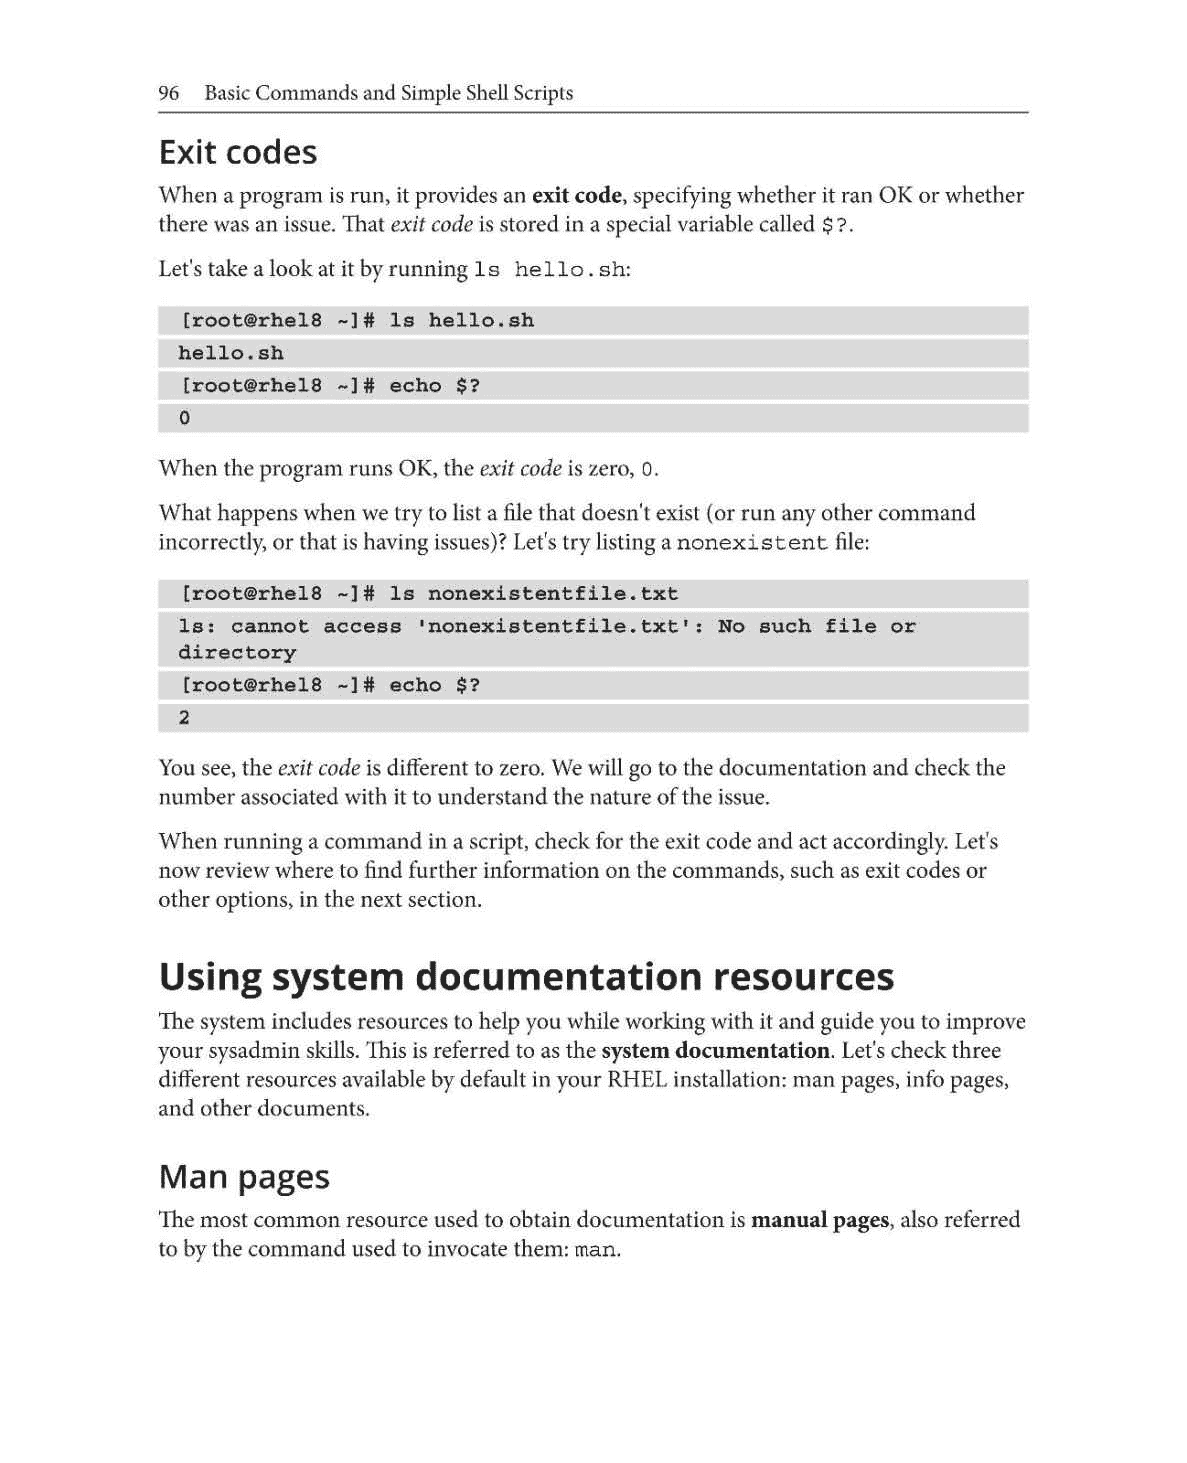 96 Basic Commands and Simple Shell Scripts
Exit codes
When a program is run, it provides an exit code, specifying whether it ran OK or whether
there was an issue. That exit code is stored in a special variable called $?.
Let's take a look at it by running ls hello.sh:
[root@rhel8 ~]# ls hello.sh
hello.sh
[root@rhel8 ~]# echo $?
0
When the program runs OK, the exit code is zero, 0.
What happens when we try to list a file that doesn't exist (or run any other command
incorrectly, or that is having issues)? Let's try listing a nonexistent file:
[root@rhel8 ~]# ls nonexistentfile.txt
ls: cannot access 'nonexistentfile.txt': No such file or
directory
[root@rhel8 ~]# echo $?
2
You see, the exit code is different to zero. We will go to the documentation and check the
number associated with it to understand the nature of the issue.
When running a command in a script, check for the exit code and act accordingly. Let's
now review where to find further information on the commands, such as exit codes or
other options, in the next section.
Using system documentation resources
The system includes resources to help you while working with it and guide you to improve
your sysadmin skills. This is referred to as the system documentation. Let's check three
different resources available by default in your RHEL installation: man pages, info pages,
and other documents.
Man pages
The most common resource used to obtain documentation is manual pages, also referred
to by the command used to invocate them: man.